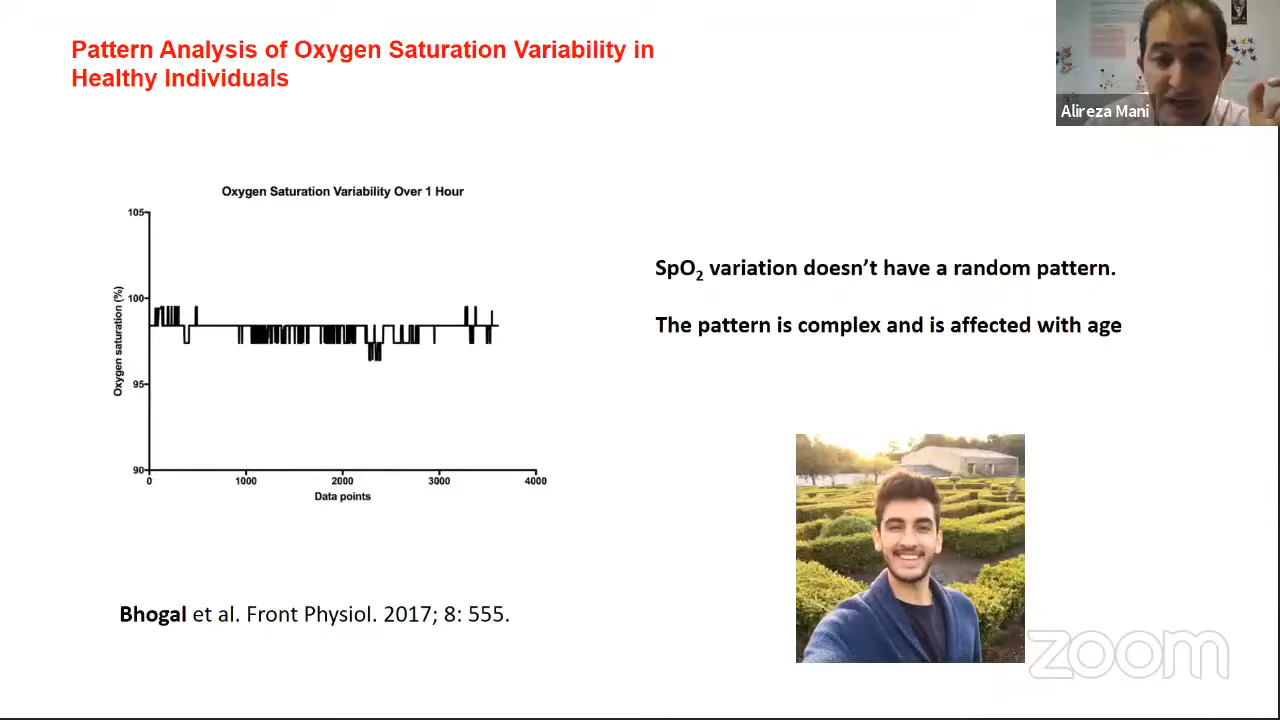 Pattern Analysis of Oxygen Saturation Variability in
Healthy Individuals
Alireza Mani
Oxygen Saturation Variability Over 1 Hour
105
100
95
90
Oxygen saturation (%)
0 1000 2000 3000 4000
Data points
SpO₂ variation doesn’t have a random pattern.
The pattern is complex and is affected with age
Bhogal et al. Front Physiol. 2017; 8: 555.
zoom